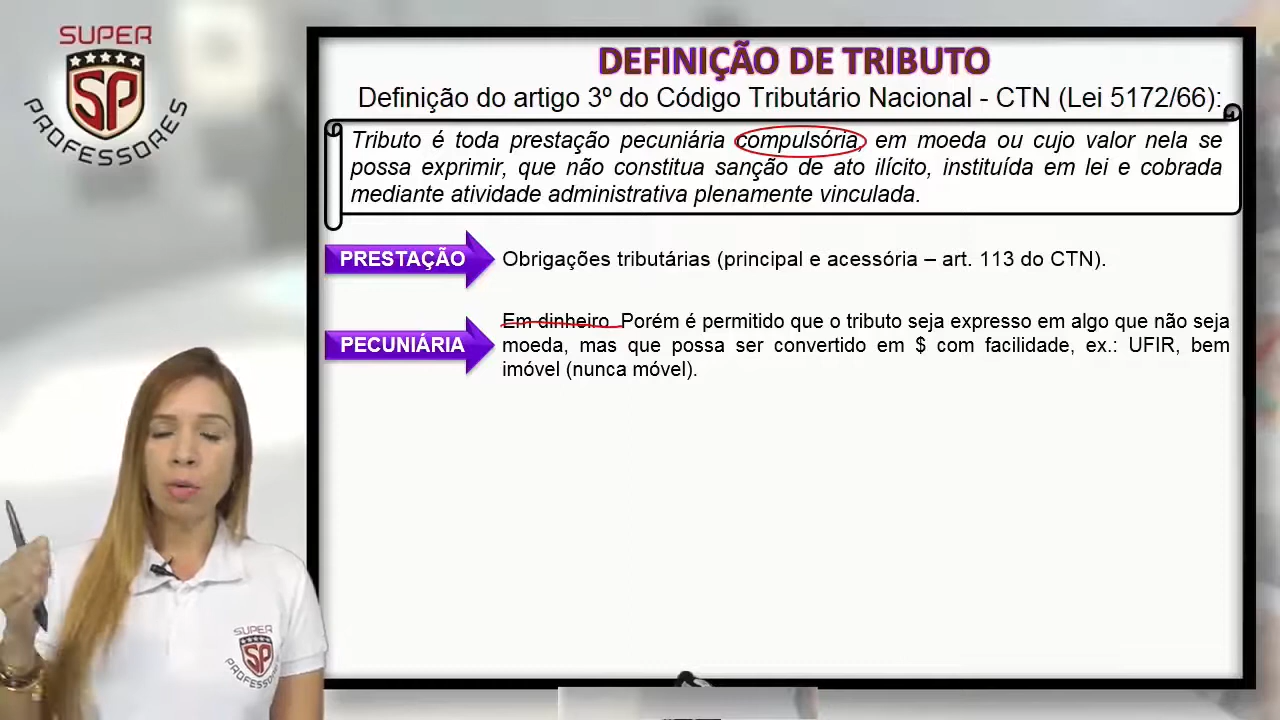 SUPER
SP
PROFESSORES
DEFINIÇÃO DE TRIBUTO
Definição do artigo 3º do Código Tributário Nacional - CTN (Lei 5172/66):
Tributo é toda prestação pecuniária compulsória, em moeda ou cujo valor nela se
possa exprimir, que não constitua sanção de ato ilícito, instituída em lei e cobrada
mediante atividade administrativa plenamente vinculada.
PRESTAÇÃO
Obrigações tributárias (principal e acessória – art. 113 do CTN).
PECUNIÁRIA
Em dinheiro. Porém é permitido que o tributo seja expresso em algo que não seja
moeda, mas que possa ser convertido em $ com facilidade, ex.: UFIR, bem
imóvel (nunca móvel).
SUPER
SP
PROFESSORES